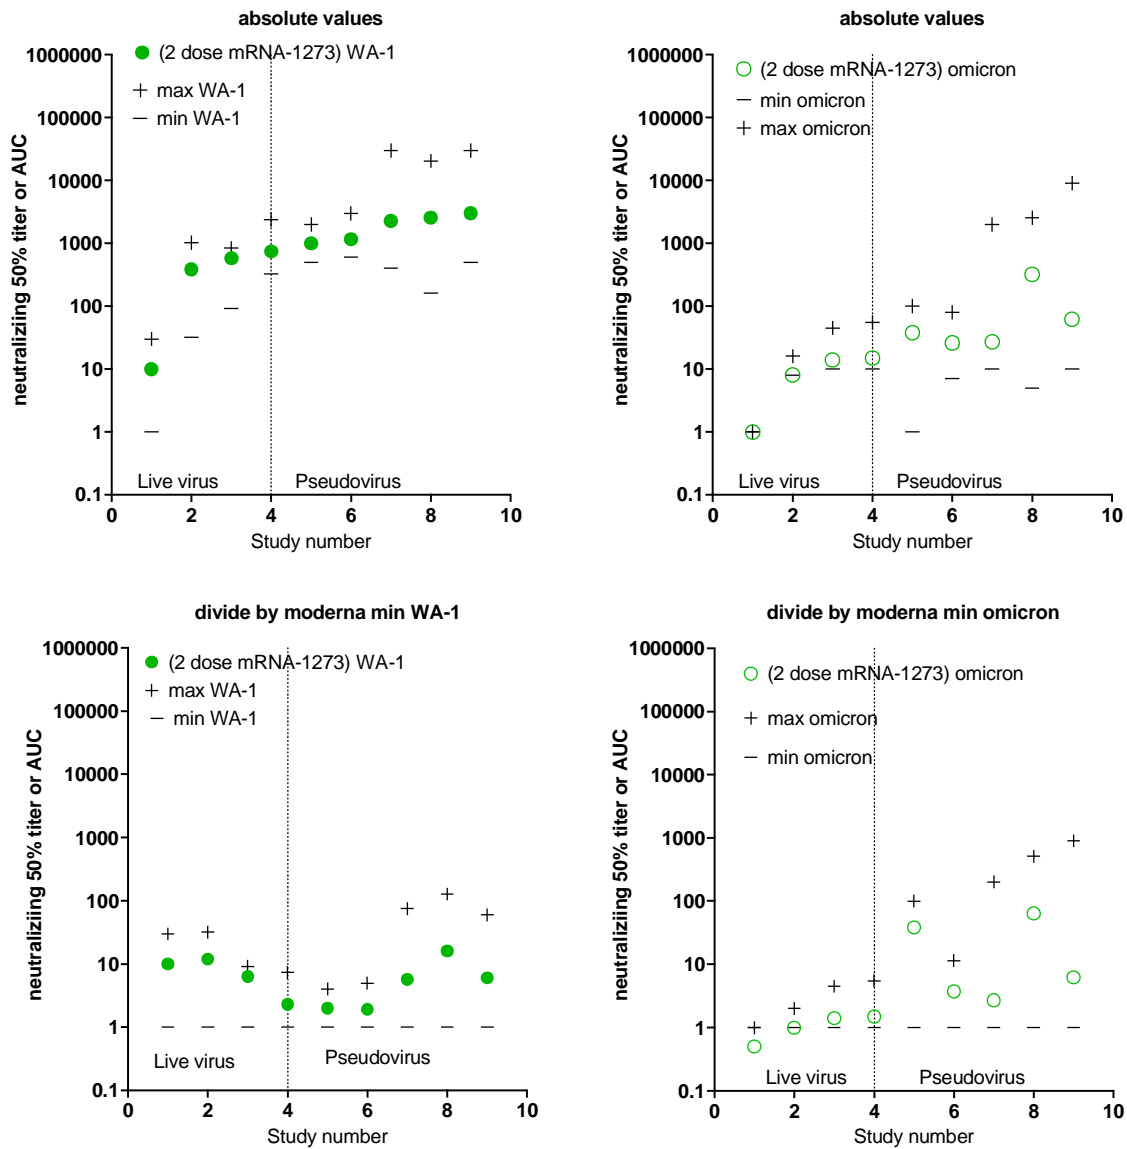 absolute values
1000000
100000
10000
1000
100
10
1
0.1
0
2
4
6
8
10
neutraliziing 50% titer or AUC
(2 dose mRNA-1273) WA-1
max WA-1
min WA-1
Live virus
Pseudovirus
Study number
absolute values
1000000
100000
10000
1000
100
10
1
0.1
0
2
4
6
8
10
neutraliziing 50% titer or AUC
(2 dose mRNA-1273) omicron
min omicron
max omicron
Live virus
Pseudovirus
Study number
divide by moderna min WA-1
1000000
100000
10000
1000
100
10
1
0.1
0
2
4
6
8
10
neutraliziing 50% titer or AUC
(2 dose mRNA-1273) WA-1
max WA-1
min WA-1
Live virus
Pseudovirus
Study number
divide by moderna min omicron
1000000
100000
10000
1000
100
10
1
0.1
0
2
4
6
8
10
neutraliziing 50% titer or AUC
(2 dose mRNA-1273) omicron
max omicron
min omicron
Live virus
Pseudovirus
Study number